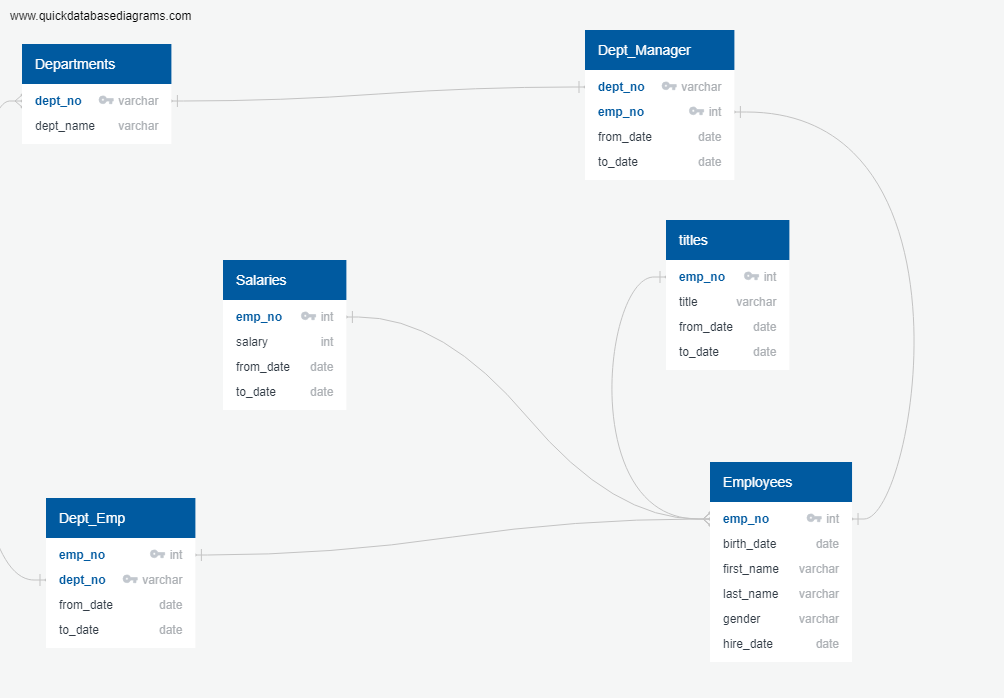 www.quickdatabasediagrams.com
Departments
dept_no varchar
dept_name varchar
Dept_Manager
dept_no varchar
emp_no int
from_date date
to_date date
titles
emp_no int
title varchar
from_date date
to_date date
Salaries
emp_no int
salary int
from_date date
to_date date
Employees
emp_no int
birth_date date
first_name varchar
last_name varchar
gender varchar
hire_date date
Dept_Emp
emp_no int
dept_no varchar
from_date date
to_date date